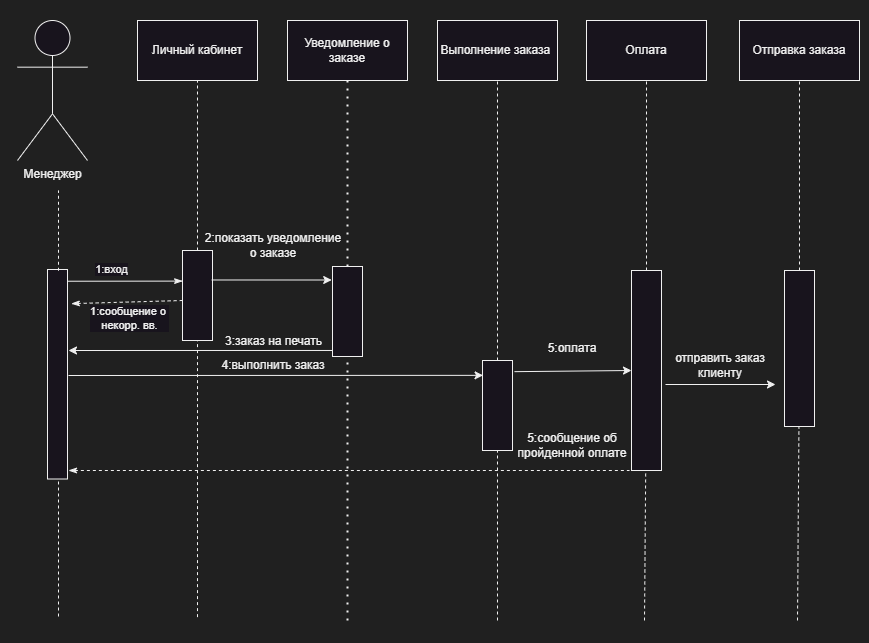 Личный кабинет
Уведомление о
заказе
Выполнение заказа
Оплата
Отправка заказа
Менеджер
2:показать уведомление
о заказе
1:вход
1:сообщение о
некорр. вв.
3:заказ на печать
4:выполнить заказ
5:оплата
отправить заказ
клиенту
5:сообщение об
пройденной оплате